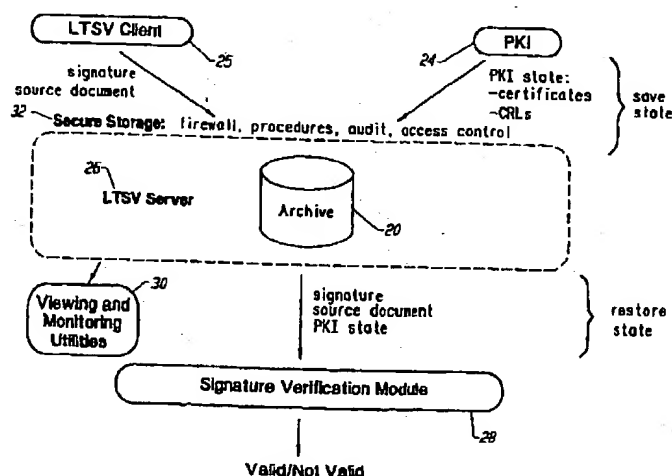 LTSV Client
25
24
PKI
signature
source document
PKI state:
-certificates
-CRLs
save
state
32
Secure Storage: firewall, procedures, audit, access control
26
LTSV Server
Archive
20
30
Viewing and
Monitoring
Utilities
signature
source document
PKI state
restore
state
Signature Verification Module
28
Valid/Not Valid